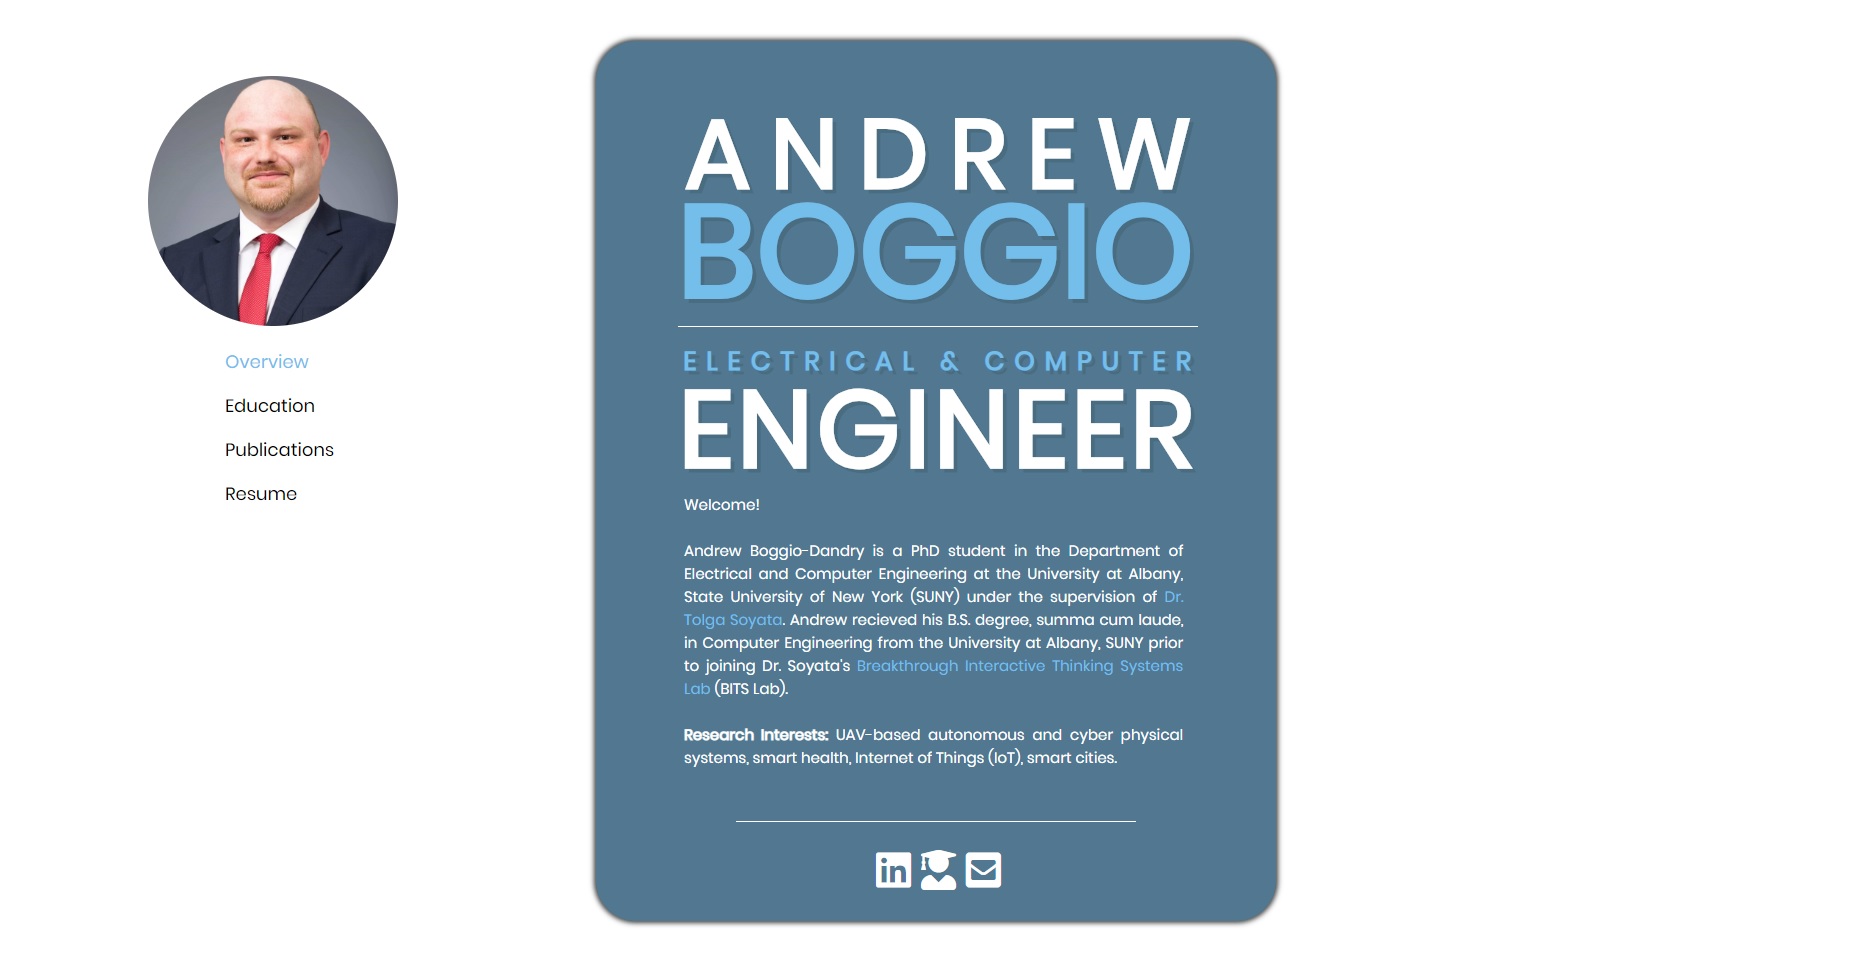 Overview
Education
Publications
Resume
ANDREW
BOGGIO
ELECTRICAL & COMPUTER
ENGINEER
Welcome!
Andrew Boggio-Dandry is a PhD student in the Department of
Electrical and Computer Engineering at the University at Albany,
State University of New York (SUNY) under the supervision of Dr.
Tolga Soyata. Andrew recieved his B.S. degree, summa cum laude,
in Computer Engineering from the University at Albany, SUNY prior
to joining Dr. Soyata's Breakthrough Interactive Thinking Systems
Lab (BITS Lab).
Research Interests: UAV-based autonomous and cyber physical
systems, smart health, Internet of Things (IoT), smart cities.
in